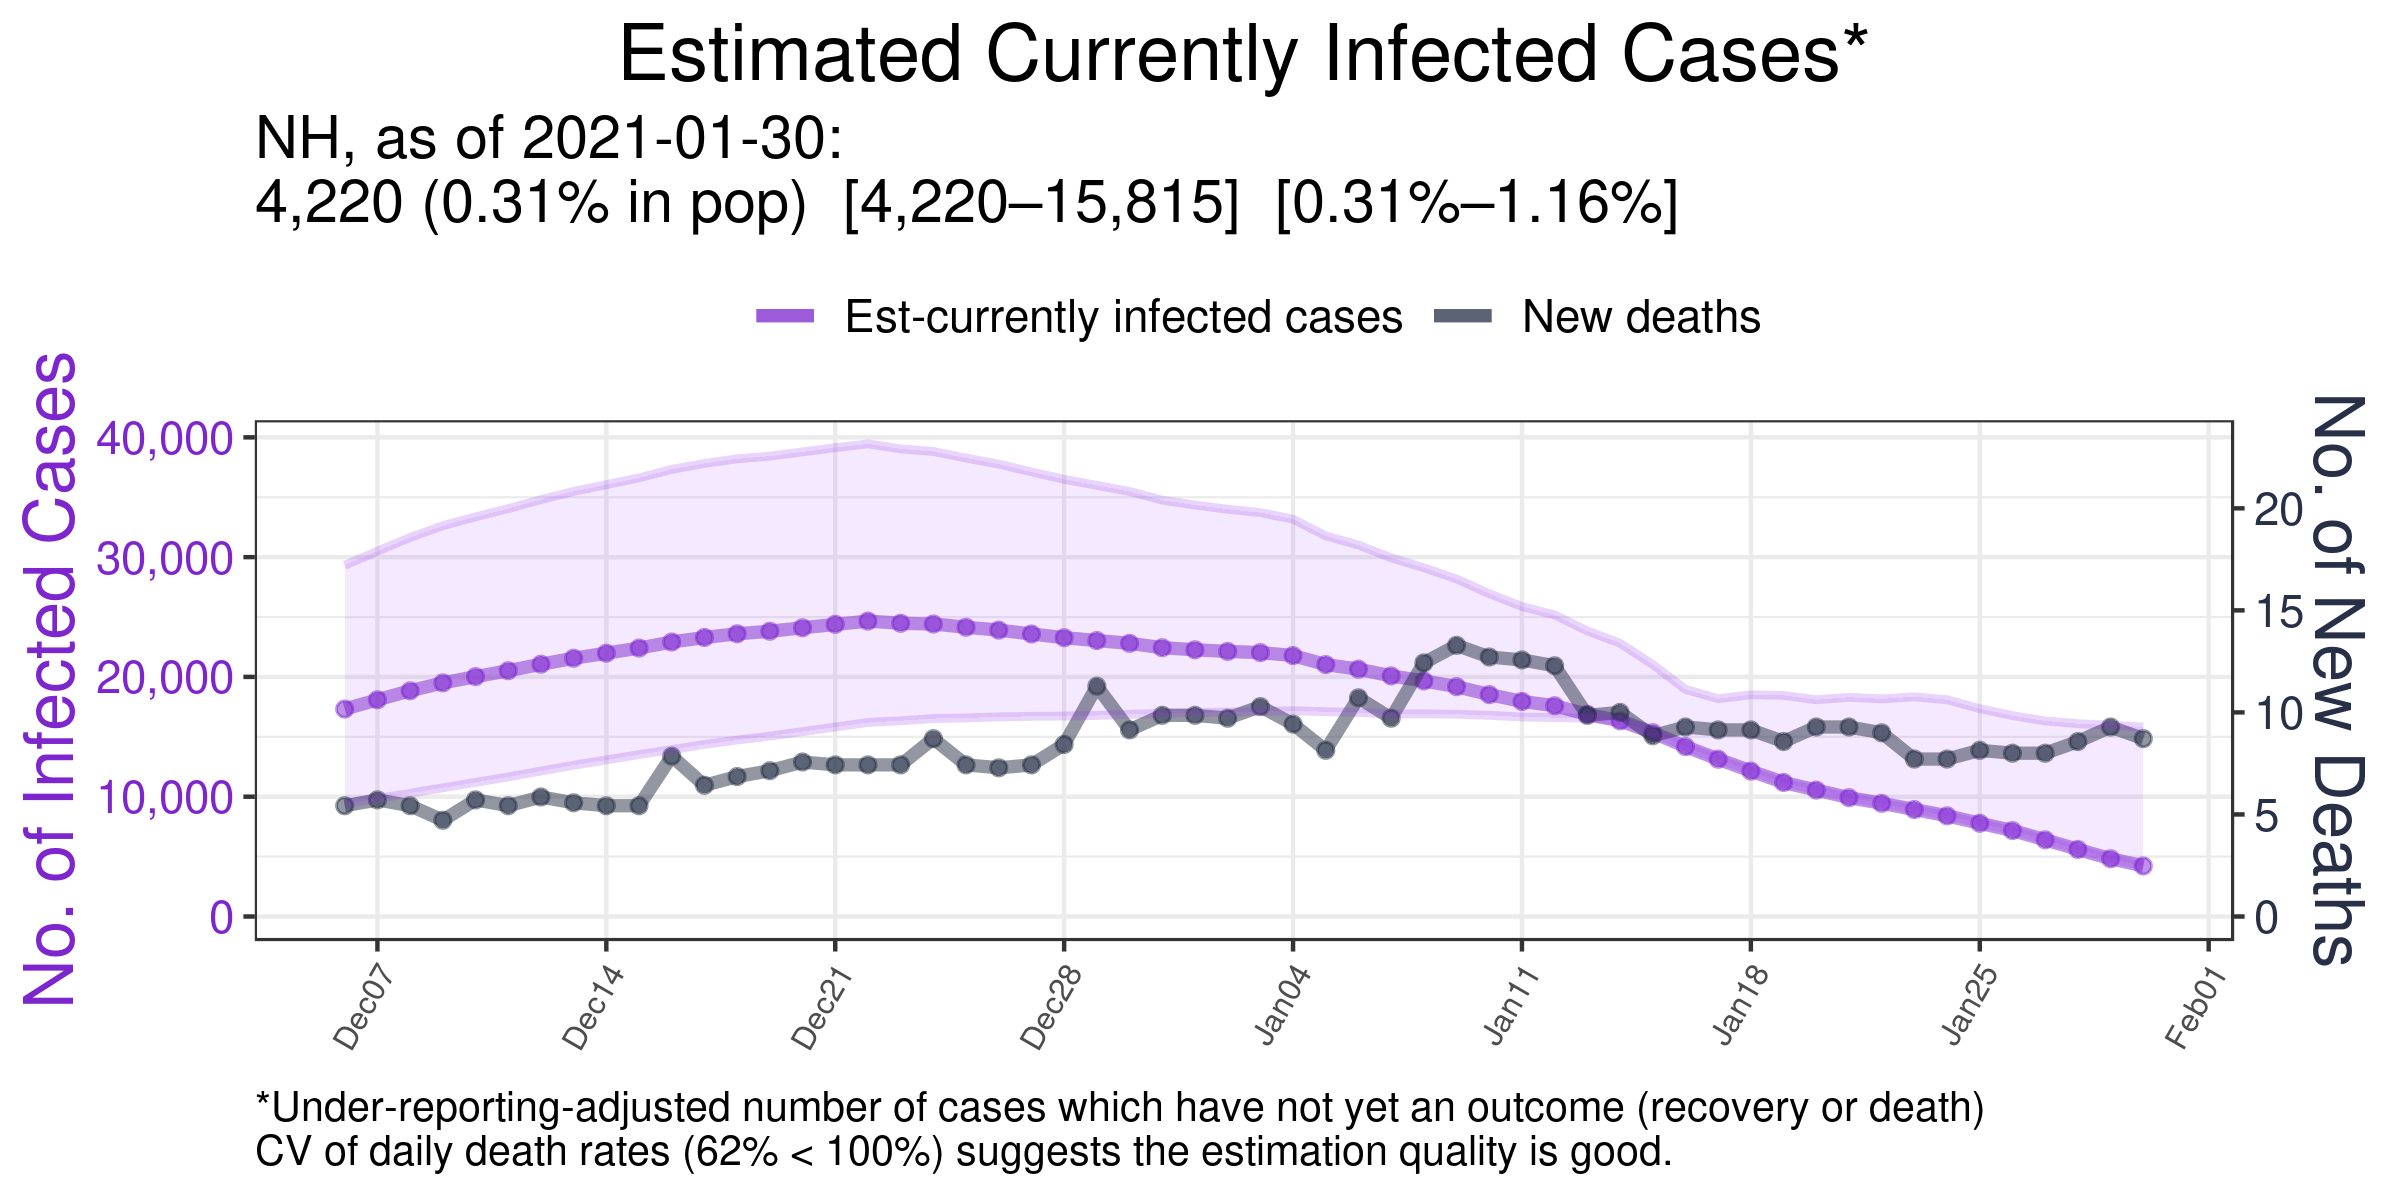 Estimated Currently Infected Cases*
NH, as of 2021-01-30:
4,220 (0.31% in pop)  [4,220–15,815]  [0.31%–1.16%]
Est-currently infected cases
New deaths
No. of Infected Cases
40,000
30,000
20,000
10,000
0
20
15
10
5
0
No. of New Deaths
Dec07
Dec14
Dec21
Dec28
Jan04
Jan11
Jan18
Jan25
Feb01
*Under-reporting-adjusted number of cases which have not yet an outcome (recovery or death)
CV of daily death rates (62% < 100%) suggests the estimation quality is good.